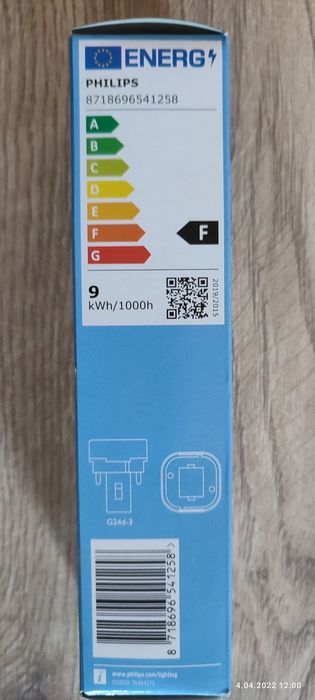 ENERG
PHILIPS
8718696541258
A
B
C
D
E
F
G
F
9
kWh/1000h
2019/2015
G24d-3
8 718696 541258 >
i
www.philips.com/lighting
4.04.2022 12:00